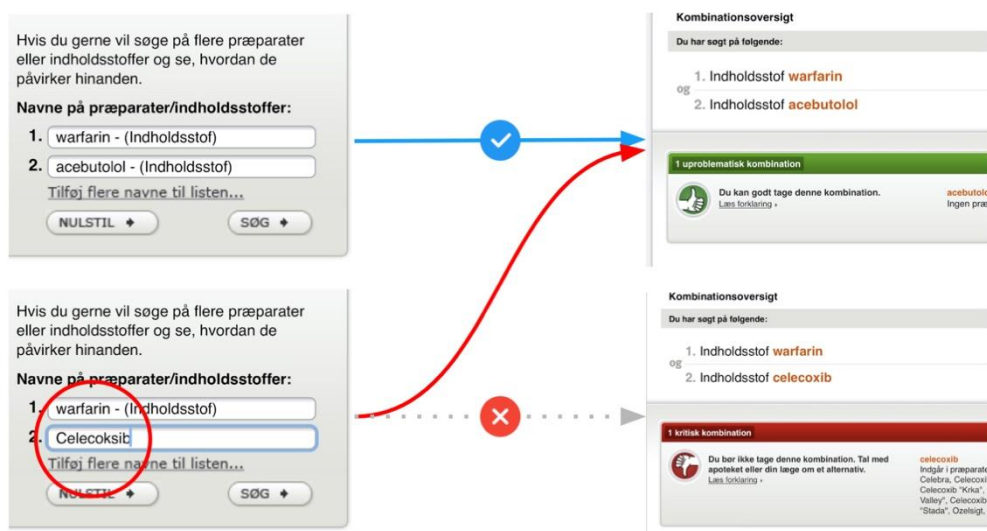 Hvis du gerne vil søge på flere præparater
eller indholdsstoffer og se, hvordan de
påvirker hinanden.
Navne på præparater/indholdsstoffer:
1. warfarin - (Indholdsstof)
2. acebutolol - (Indholdsstof)
Tilføj flere navne til listen...
NULSTIL
SØG
Kombinationsoversigt
Du har søgt på følgende:
1. Indholdsstof warfarin
og
2. Indholdsstof acebutolol
1 uproblematisk kombination
Du kan godt tage denne kombination.
Læs forklaring
acebutolo
Ingen præ
Hvis du gerne vil søge på flere præparater
eller indholdsstoffer og se, hvordan de
påvirker hinanden.
Navne på præparater/indholdsstoffer:
1. warfarin - (Indholdsstof)
2. Celecoksib
Tilføj flere navne til listen...
NULSTIL
SØG
Kombinationsoversigt
Du har søgt på følgende:
1. Indholdsstof warfarin
og
2. Indholdsstof celecoxib
1 kritisk kombination
Du bør ikke tage denne kombination. Tal med
apoteket eller din læge om et alternativ.
Læs forklaring
celecoxib
Indgår i præparate
Celebra, Celecoxi
Celecoxib "Krka",
Valley", Celecoxib
"Stada", Ozelsigt,